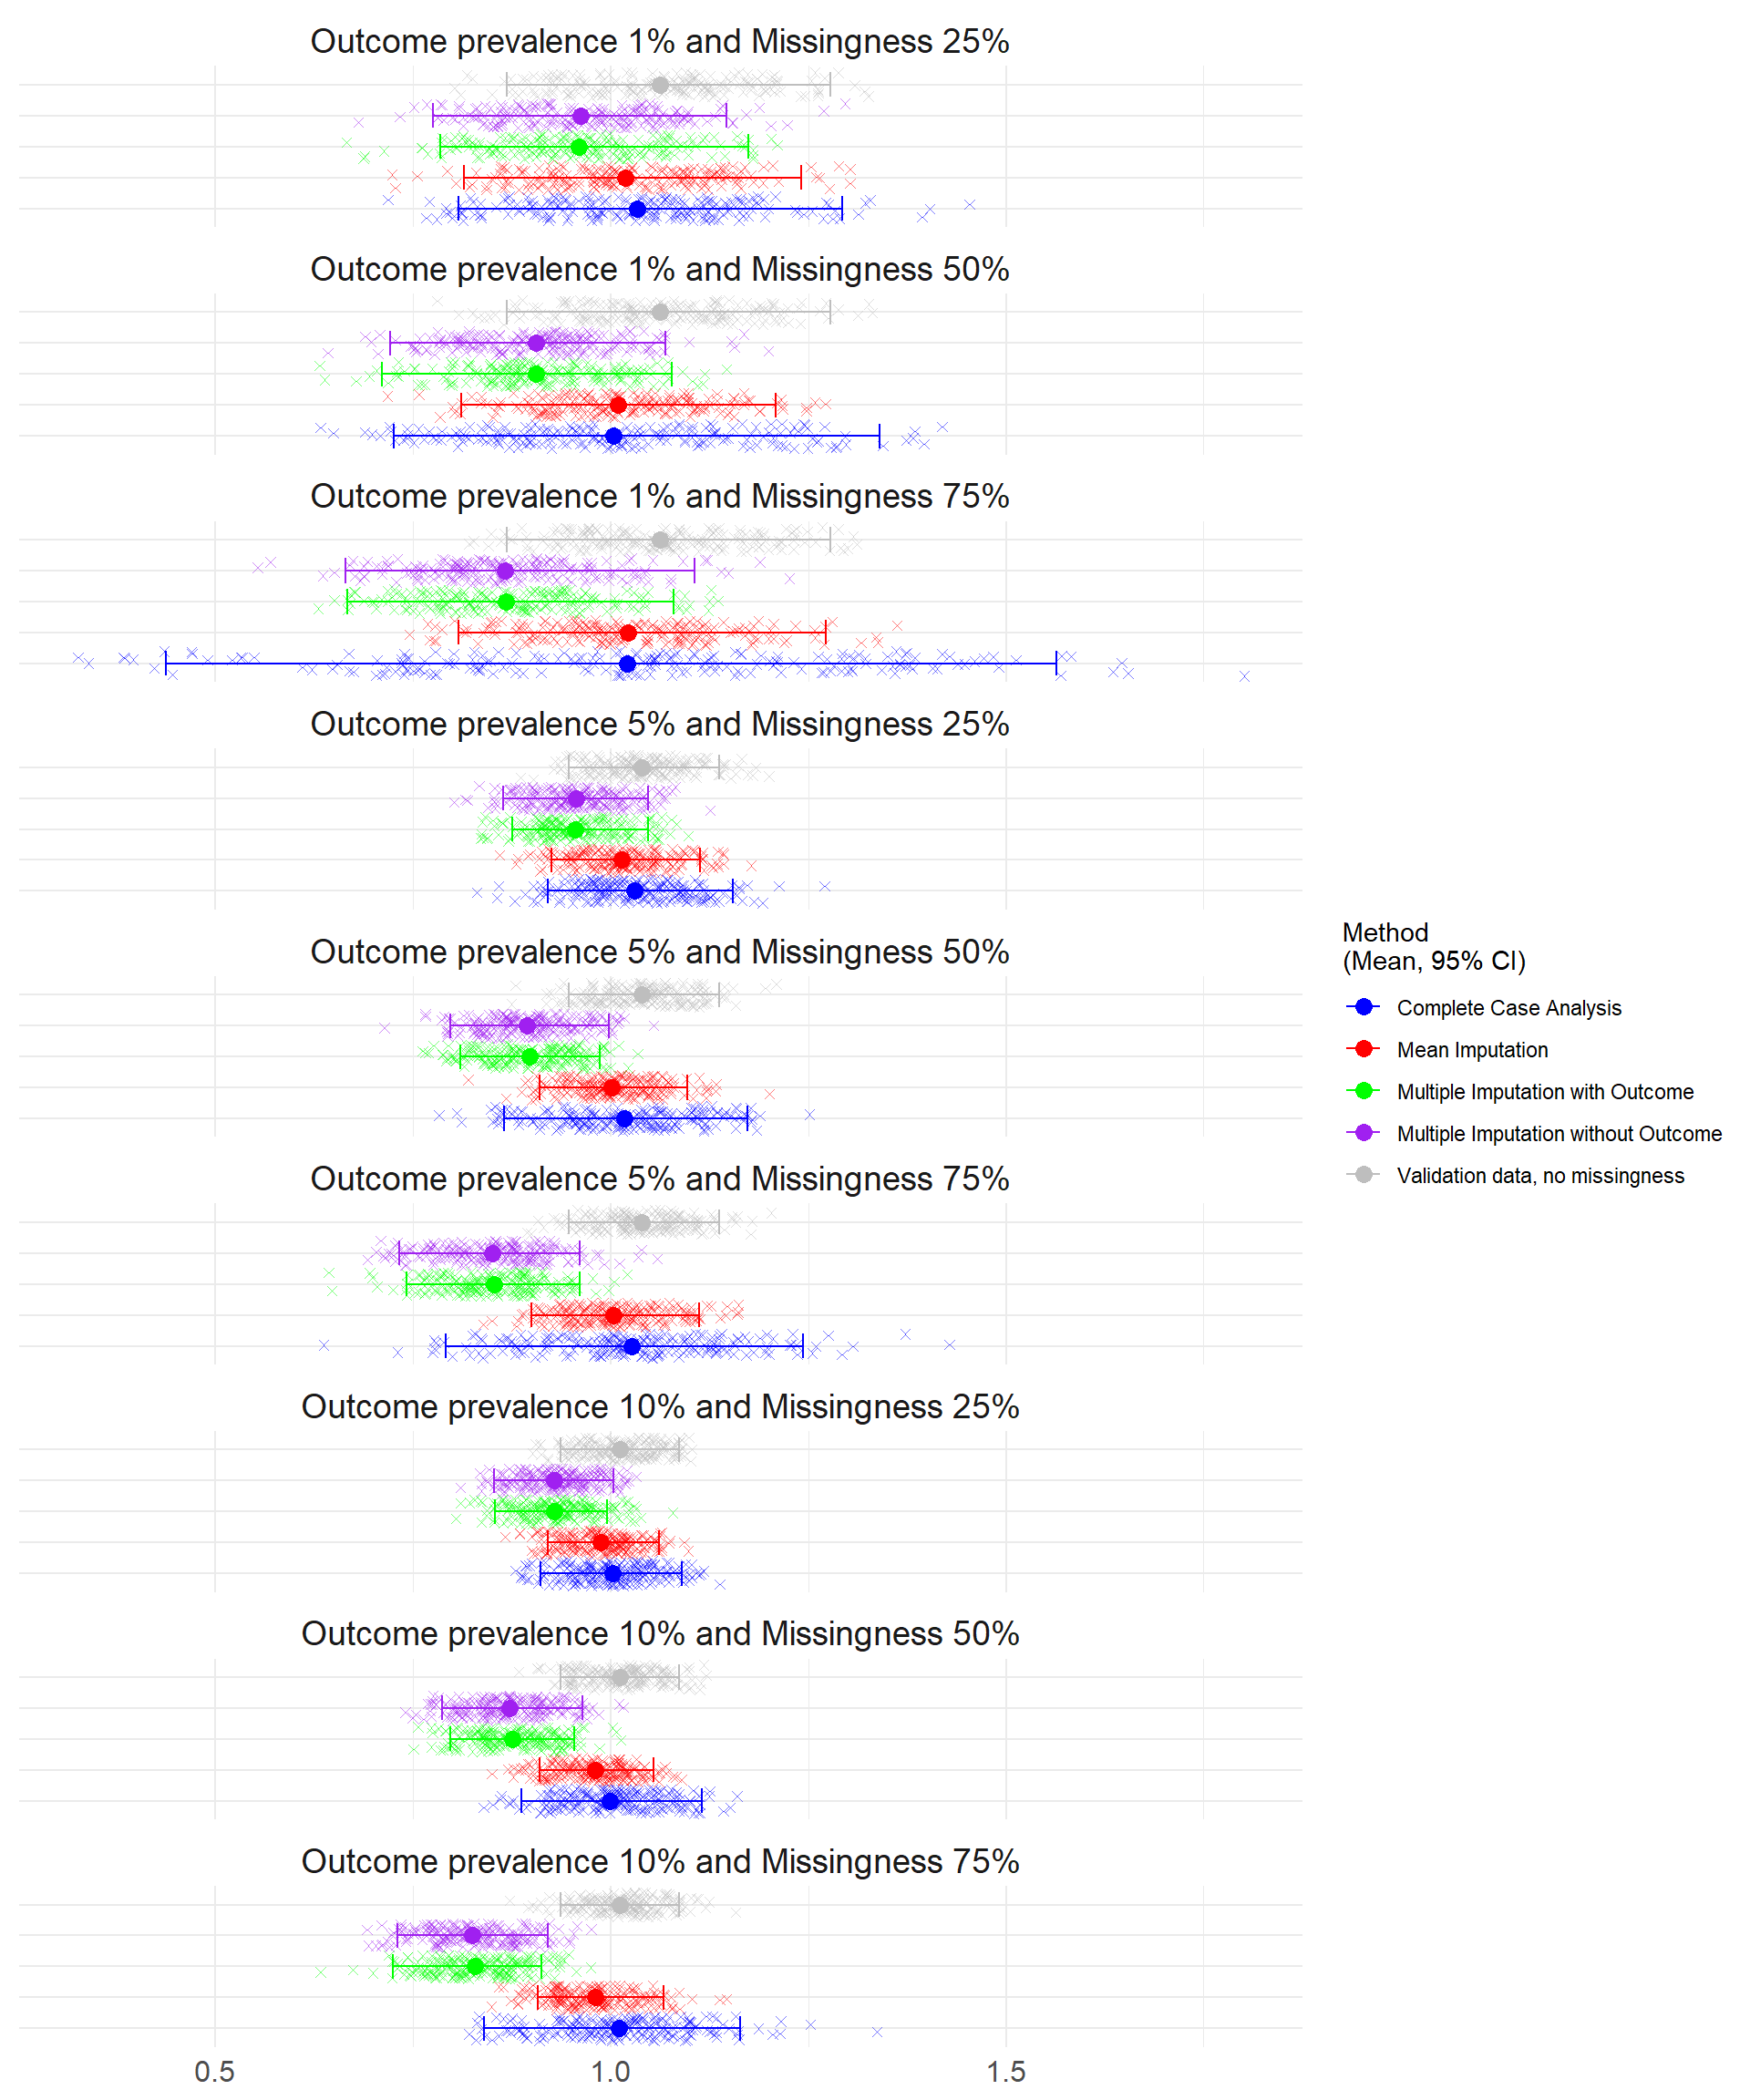 Outcome prevalence 1% and Missingness 25%
Outcome prevalence 1% and Missingness 50%
Outcome prevalence 1% and Missingness 75%
Outcome prevalence 5% and Missingness 25%
Outcome prevalence 5% and Missingness 50%
Outcome prevalence 5% and Missingness 75%
Outcome prevalence 10% and Missingness 25%
Outcome prevalence 10% and Missingness 50%
Outcome prevalence 10% and Missingness 75%
0.5 1.0 1.5
Method
(Mean, 95% CI)
Complete Case Analysis
Mean Imputation
Multiple Imputation with Outcome
Multiple Imputation without Outcome
Validation data, no missingness